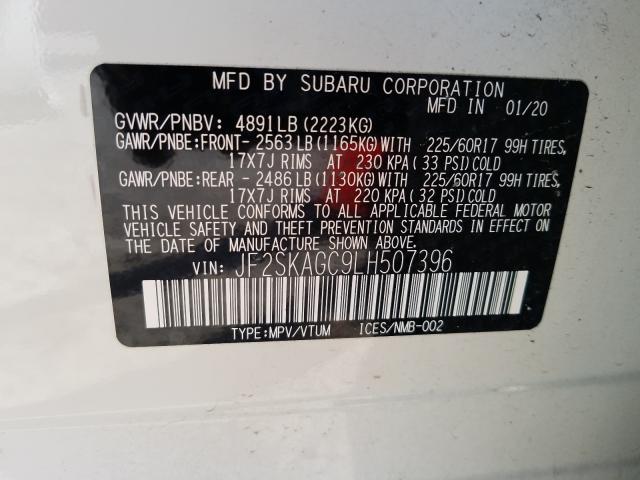 MFD BY SUBARU CORPORATION
MFD IN 01/20
GVWR/PNBV: 4891LB(2223KG)
GAWR/PNBE:FRONT- 2563LB(1165KG)WITH 225/60R17 99H TIRES,
17X7J RIMS AT 230 KPA(33 PSI)COLD
GAWR/PNBE:REAR - 2486LB(1130KG)WITH 225/60R17 99H TIRES,
17X7J RIMS AT 220 KPA(32 PSI)COLD
THIS VEHICLE CONFORMS TO ALL APPLICABLE FEDERAL MOTOR
VEHICLE SAFETY AND THEFT PREVENTION STANDARDS IN EFFECT
ON THE DATE OF MANUFACTURE SHOWN ABOVE.
VIN: JF2SKAGC9LH507396
TYPE:MPV/VTUM ICES/NMB-002